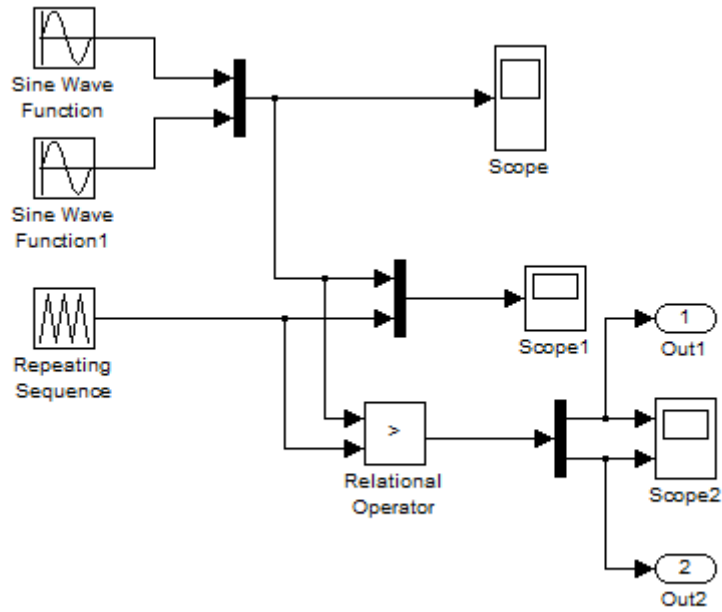 Sine Wave
Function
Scope
Sine Wave
Function1
Scope1
1
Out1
Repeating
Sequence
>
Relational
Operator
Scope2
2
Out2